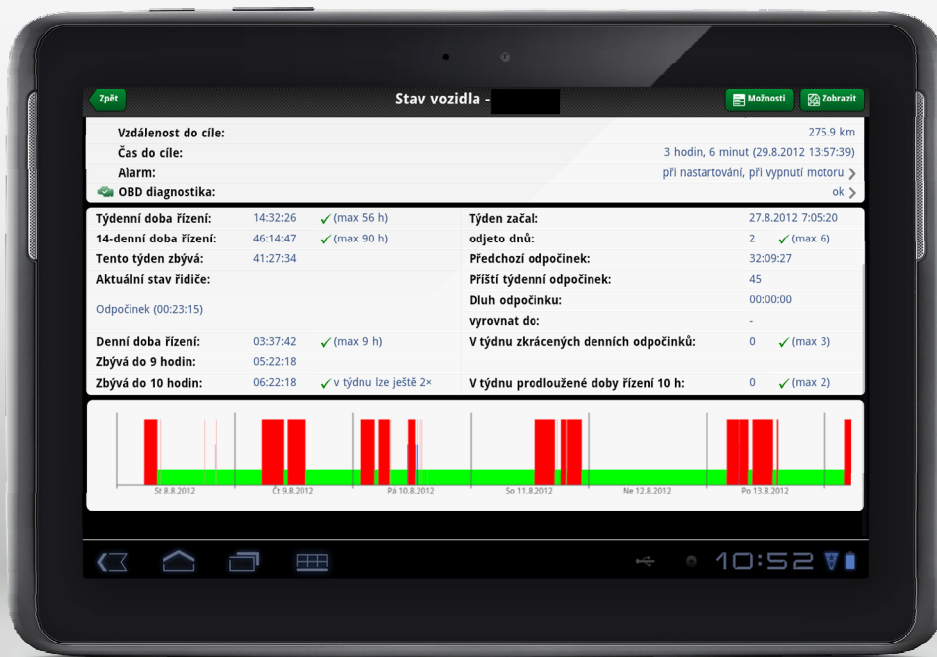 Zpět
Stav vozidla -
Možnosti
Zobrazit
Vzdálenost do cíle: 275.9 km
Čas do cíle: 3 hodin, 6 minut (29.8.2012 13:57:39)
Alarm: při nastartování, při vypnutí motoru
OBD diagnostika: ok
Týdenní doba řízení: 14:32:26 (max 56 h)
14-denní doba řízení: 46:14:47 (max 90 h)
Tento týden zbývá: 41:27:34
Aktuální stav řidiče:
Odpočinek (00:23:15)
Denní doba řízení: 03:37:42 (max 9 h)
Zbývá do 9 hodin: 05:22:18
Zbývá do 10 hodin: 06:22:18 v týdnu lze ještě 2×
Týden začal: 27.8.2012 7:05:20
odjeto dnů: 2 (max 6)
Předchozí odpočinek: 32:09:27
Příští týdenní odpočinek: 45
Dluh odpočinku: 00:00:00
vyrovnat do: -
V týdnu zkrácených denních odpočinků: 0 (max 3)
V týdnu prodloužené doby řízení 10 h: 0 (max 2)
St 8.8.2012 Čt 9.8.2012 Pá 10.8.2012 So 11.8.2012 Ne 12.8.2012 Po 13.8.2012
10:52